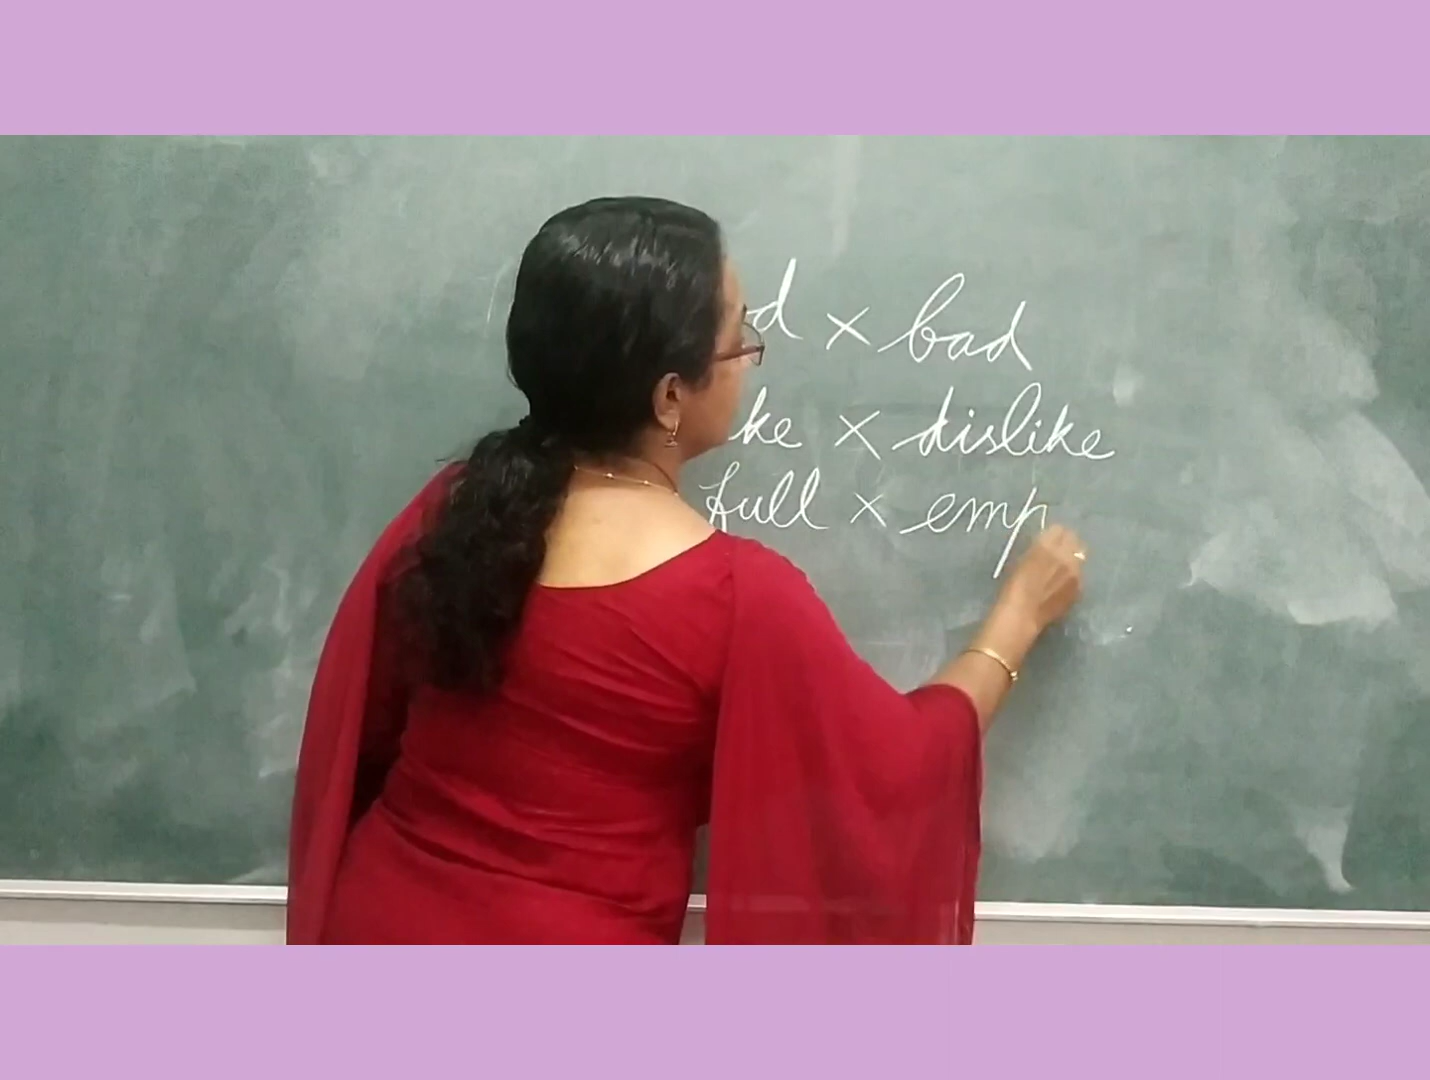 d × bad
ke × dislike
full × emp